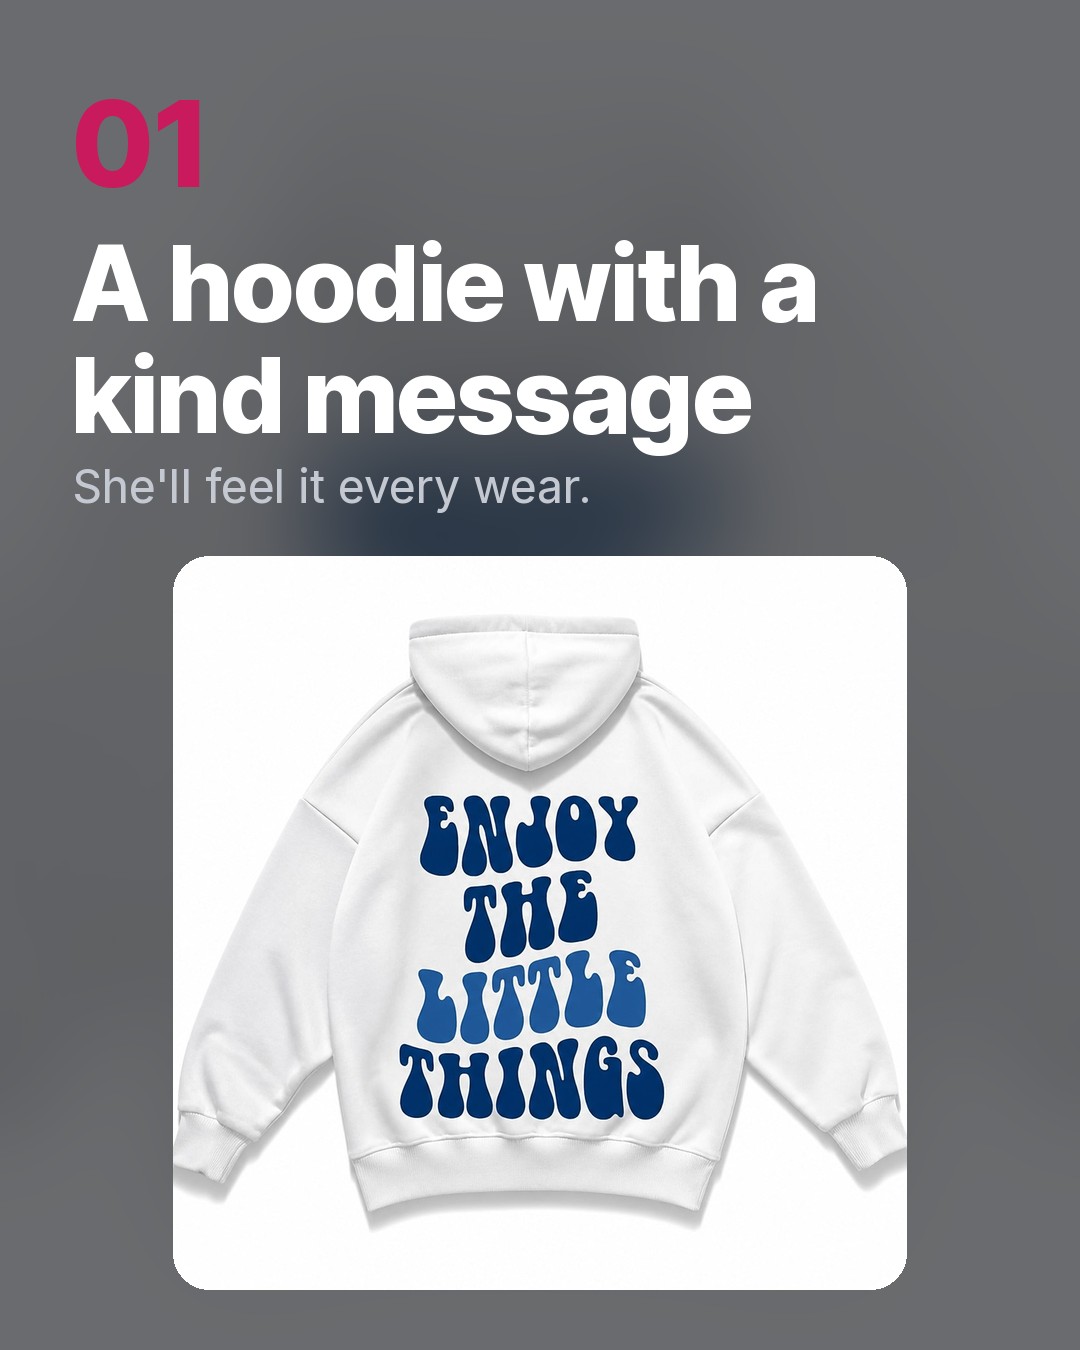 01
A hoodie with a
kind message
She'll feel it every wear.
ENJOY
THE
LITTLE
THINGS